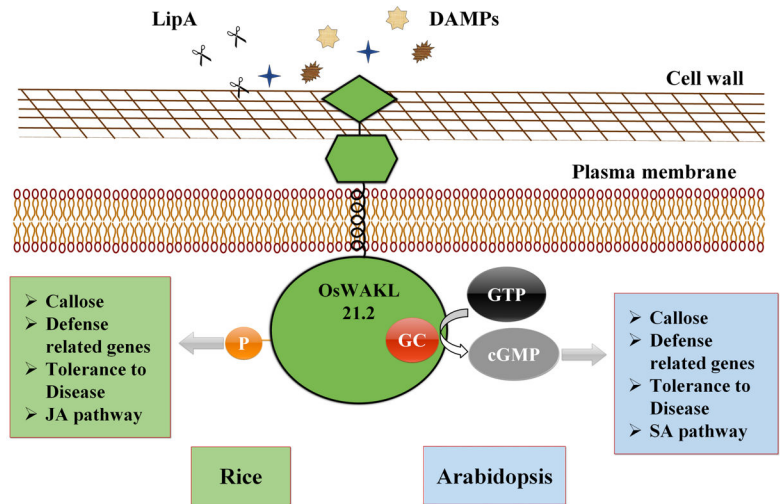 LipA
DAMPs
Cell wall
Plasma membrane
OsWAKL
21.2
GTP
GC
cGMP
P
➢ Callose
➢ Defense
related genes
➢ Tolerance to
Disease
➢ JA pathway
➢ Callose
➢ Defense
related genes
➢ Tolerance to
Disease
➢ SA pathway
Rice
Arabidopsis